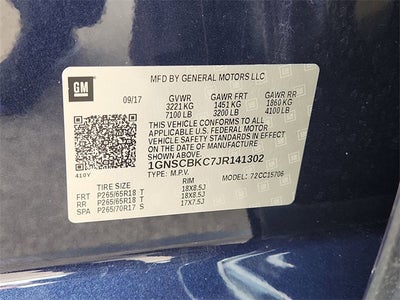 MFD BY GENERAL MOTORS LLC
GM
09/17 GVWR GAWR FRT GAWR RR
3221 KG 1451 KG 1860 KG
7100 LB 3200 LB 4100 LB
THIS VEHICLE CONFORMS TO ALL
APPLICABLE U.S. FEDERAL MOTOR
VEHICLE SAFETY STANDARDS IN EFFECT
ON THE DATE OF MANUFACTURE
SHOWN ABOVE.
1GNSCBKC7JR141302
410Y TYPE: M.P.V. MODEL: 72CC15706
TIRE SIZE RIM
FRT P265/65R18 T 18X8.5J
RR P265/65R18 T 18X8.5J
SPA P265/70R17 S 17X7.5J